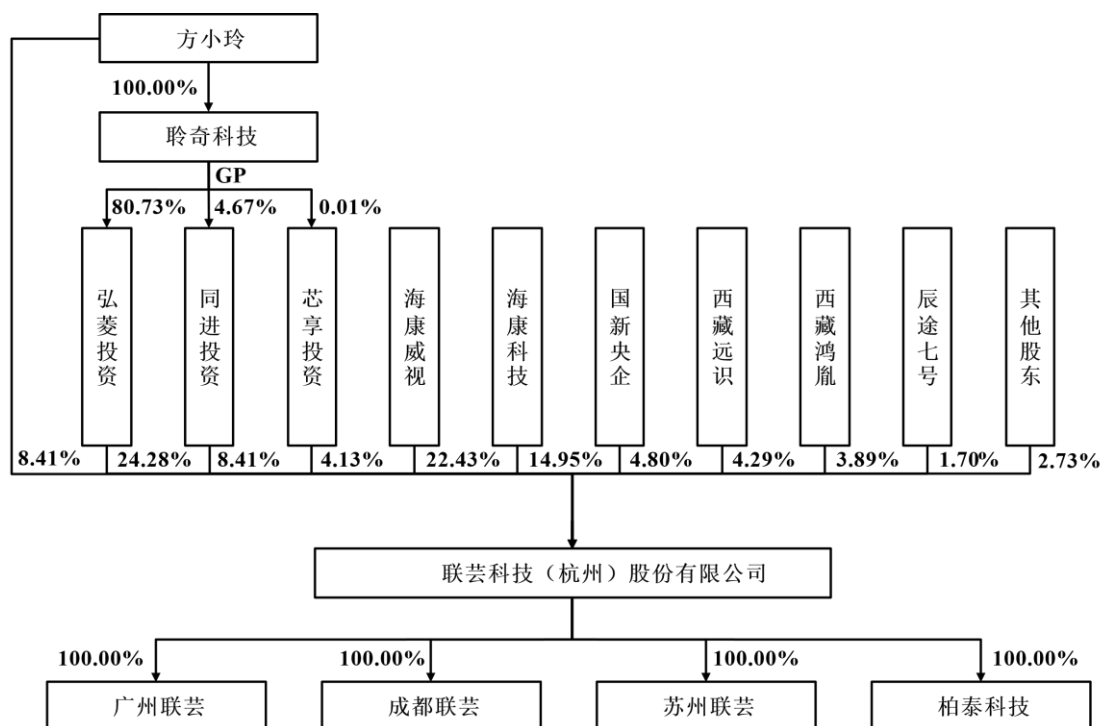 方小玲
100.00%
聆奇科技
GP
80.73%
4.67%
0.01%
弘菱投资
同进投资
芯享投资
海康威视
海康科技
国新央企
西藏远识
西藏鸿胤
辰途七号
其他股东
8.41%
24.28%
8.41%
4.13%
22.43%
14.95%
4.80%
4.29%
3.89%
1.70%
2.73%
联芸科技（杭州）股份有限公司
100.00%
100.00%
100.00%
100.00%
广州联芸
成都联芸
苏州联芸
柏泰科技